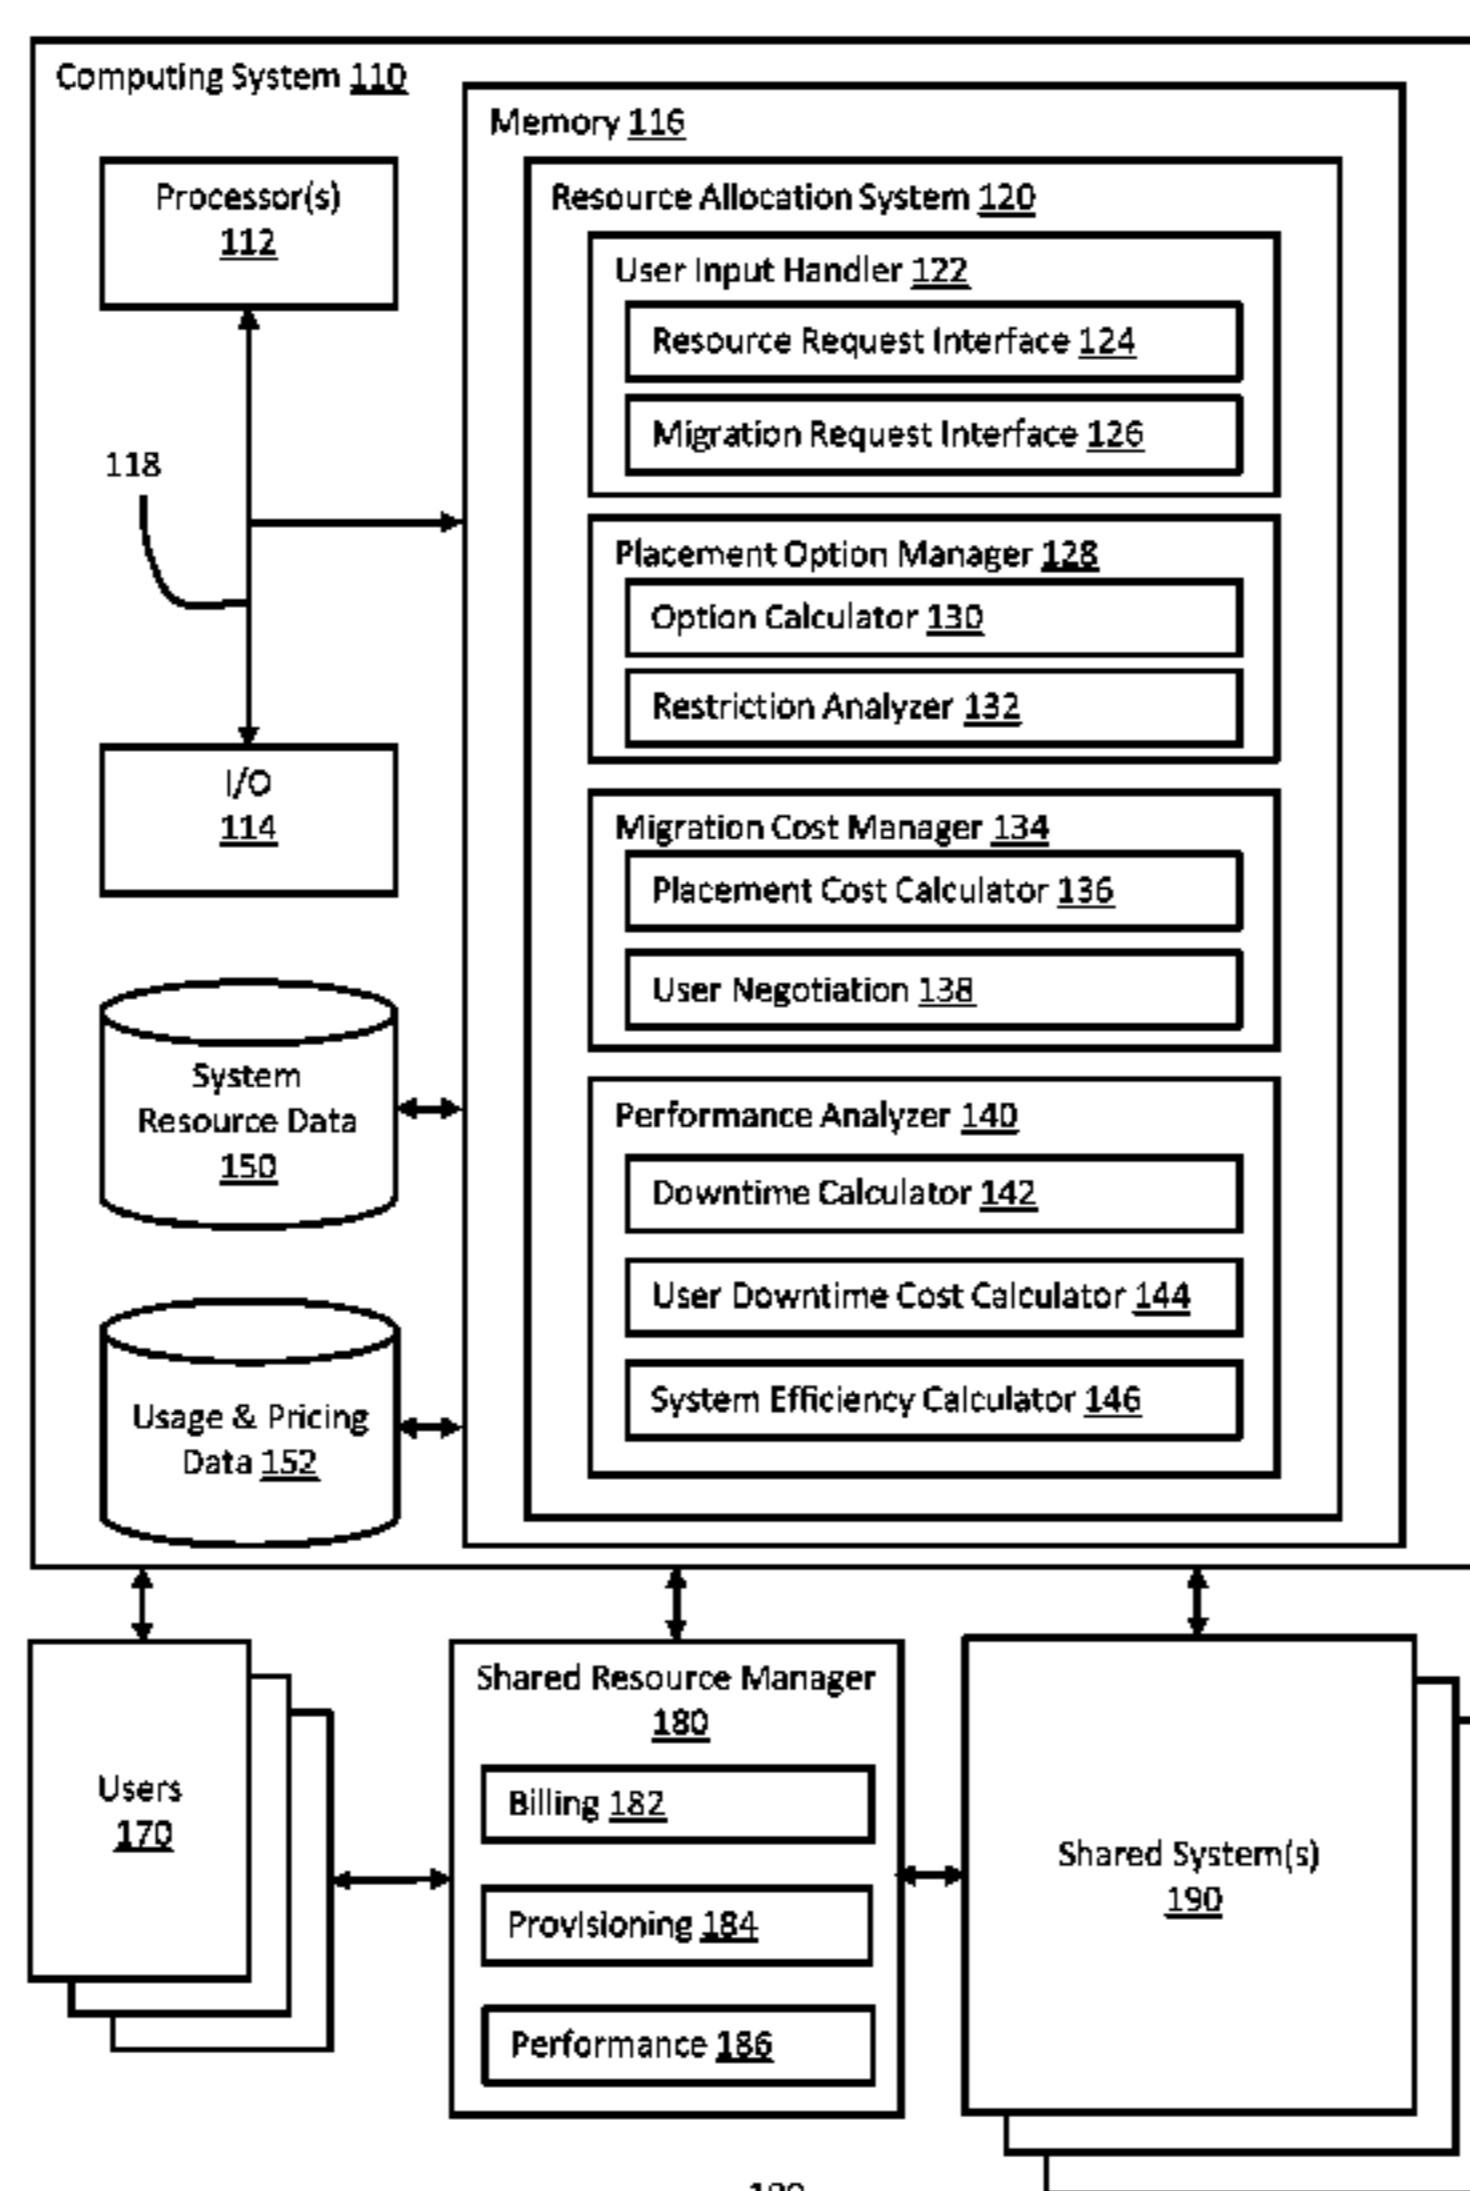 Computing System 110
Memory 116
Processor(s)
112
Resource Allocation System 120
User Input Handler 122
Resource Request Interface 124
Migration Request Interface 126
118
Placement Option Manager 128
Option Calculator 130
Restriction Analyzer 132
I/O
114
Migration Cost Manager 134
Placement Cost Calculator 136
User Negotiation 138
System
Resource Data
150
Performance Analyzer 140
Downtime Calculator 142
User Downtime Cost Calculator 144
System Efficiency Calculator 146
Usage & Pricing
Data 152
Users
170
Shared Resource Manager
180
Billing 182
Provisioning 184
Performance 186
Shared System(s)
190